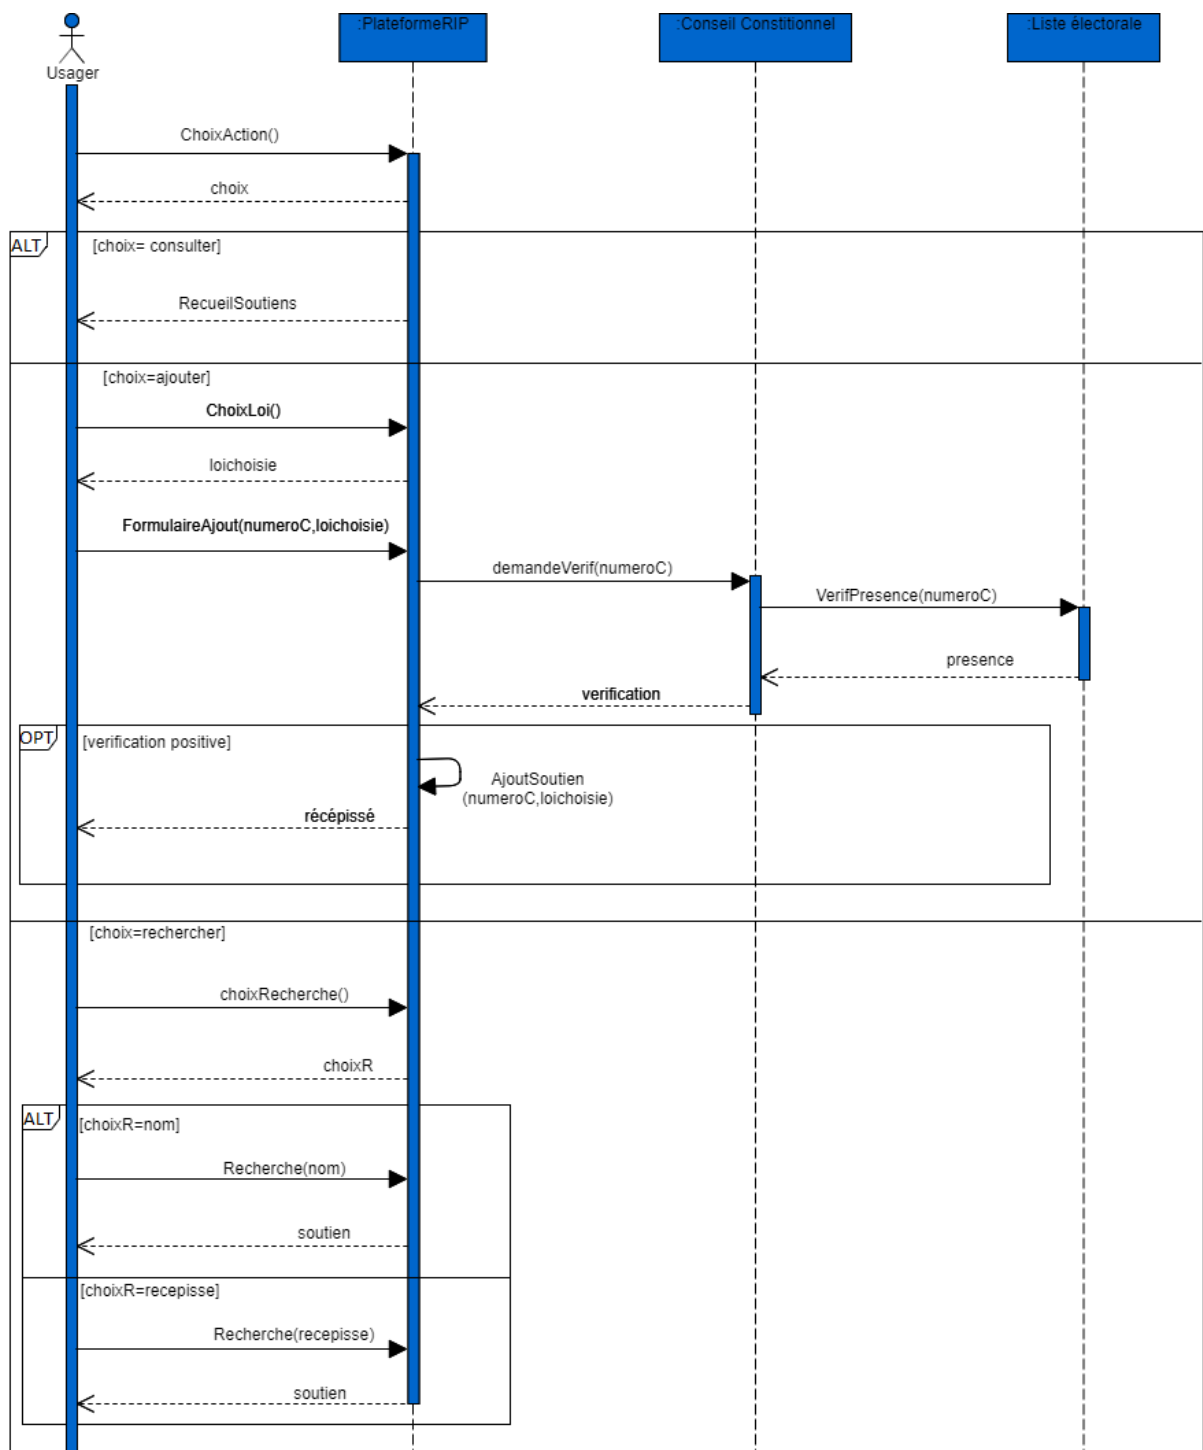 :PlateformeRIP
:Conseil Constitionnel
:Liste électorale
Usager
ChoixAction()
choix
ALT
[choix= consulter]
RecueilSoutiens
[choix=ajouter]
ChoixLoi()
loichoisie
FormulaireAjout(numeroC,loichoisie)
demandeVerif(numeroC)
VerifPresence(numeroC)
presence
verification
OPT
[verification positive]
AjoutSoutien
(numeroC,loichoisie)
récépissé
[choix=rechercher]
choixRecherche()
choixR
ALT
[choixR=nom]
Recherche(nom)
soutien
[choixR=recepisse]
Recherche(recepisse)
soutien